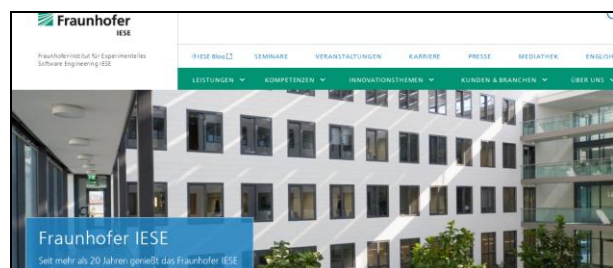 Fraunhofer
IESE
Fraunhofer-Institut für Experimentelles
Software Engineering IESE
IESE Blog
SEMINARE
VERANSTALTUNGEN
KARRIERE
PRESSE
MEDIATHEK
ENGLISH
LEISTUNGEN
KOMPETENZEN
INNOVATIONSTHEMEN
KUNDEN & BRANCHEN
ÜBER UNS
Fraunhofer IESE
Seit mehr als 20 Jahren genießt das Fraunhofer IESE